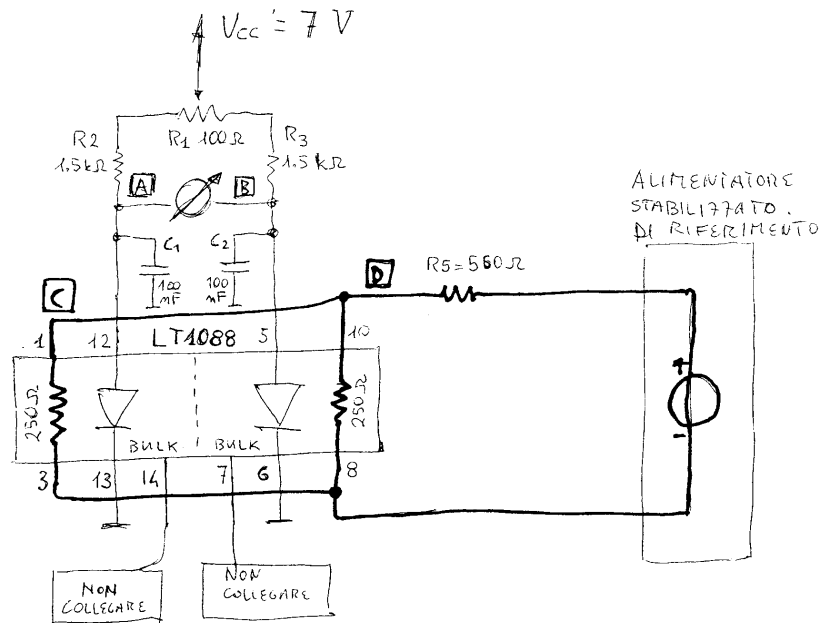 Vcc = 7 V
R1 100Ω
R2
1.5kΩ
R3
1.5kΩ
A
B
C1
C2
100
nF
100
nF
ALIMENTATORE
STABILIZZATO.
DI RIFERIMENTO
D
R5=560Ω
C
1
12
LT1088
5
10
250Ω
250Ω
+
-
BULK
BULK
3
13
14
7
6
8
NON
COLLEGARE
NON
COLLEGARE